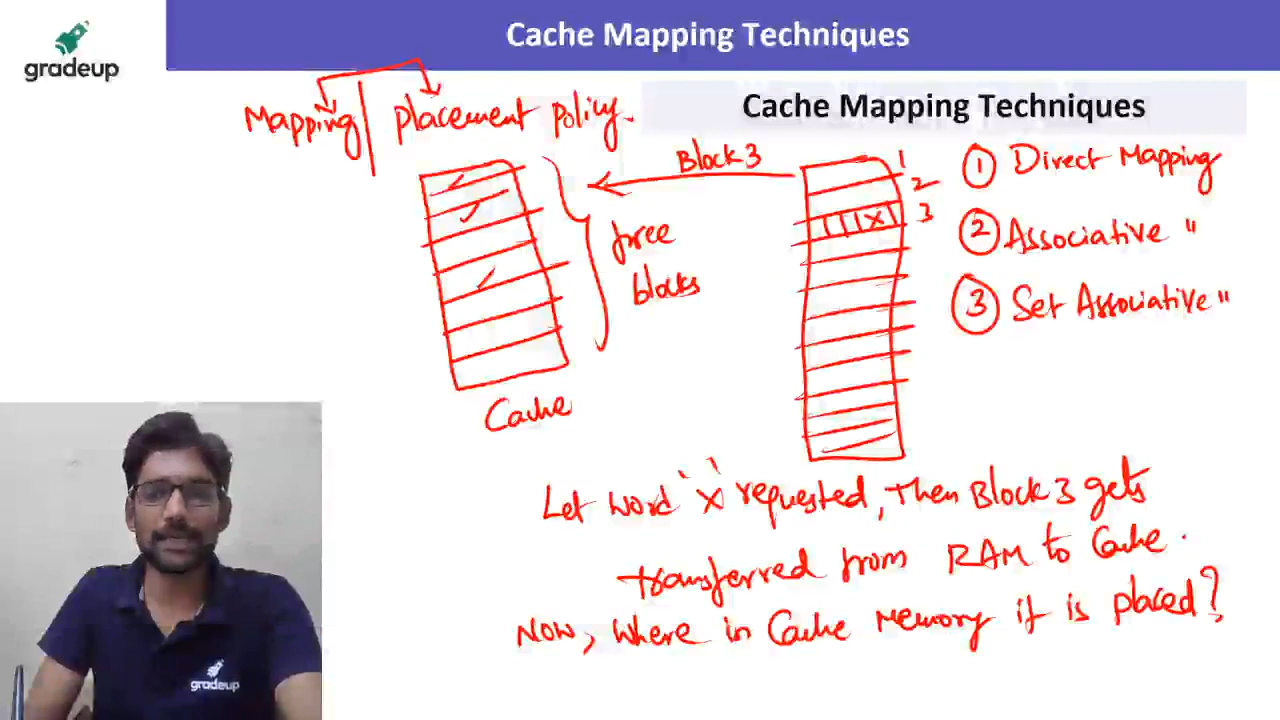 gradeup
Cache Mapping Techniques
Cache Mapping Techniques
Mapping | Placement Policy.
Block 3
1
2
3
X
free
blocks
Cache
① Direct Mapping
② Associative "
③ Set Associative "
Let word 'X' requested, Then Block 3 gets
transferred from RAM to Cache.
Now, where in Cache Memory it is placed?
gradeup